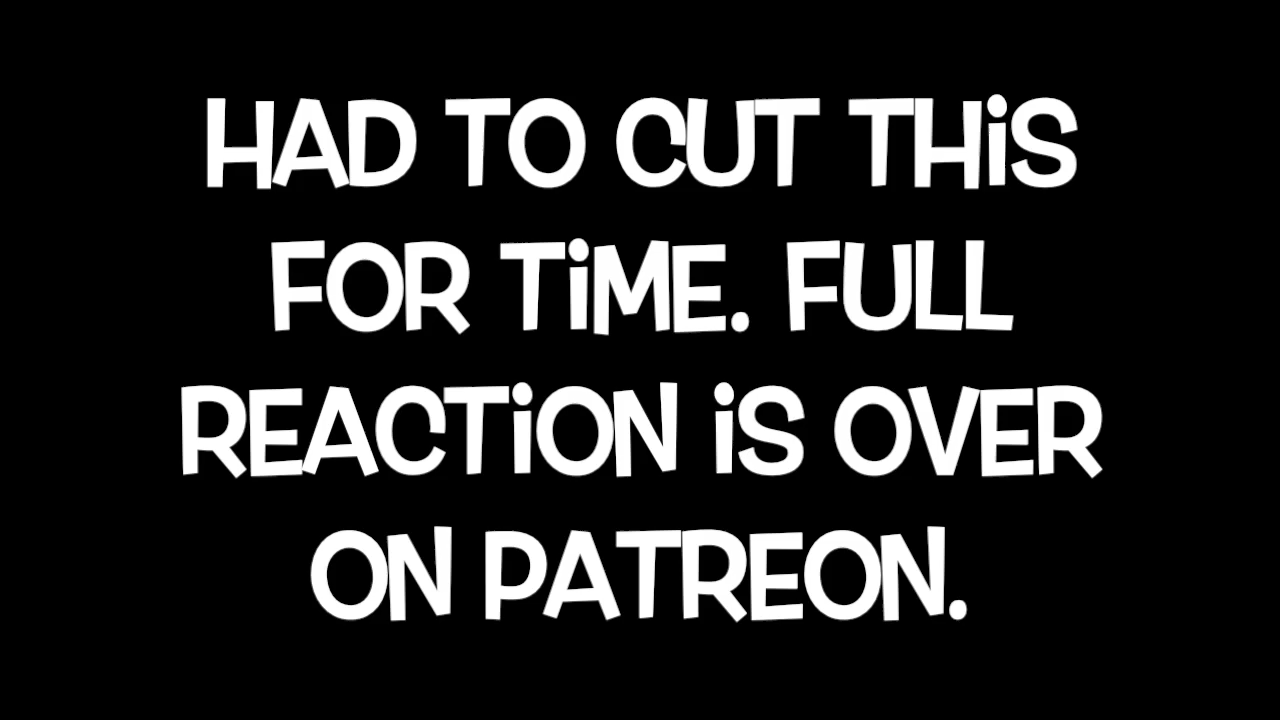 HAD TO CUT THiS
FOR TiME. FULL
REACTiON iS OVER
ON PATREON.